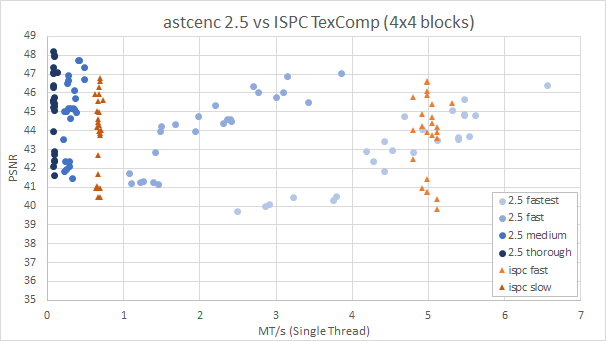 astcenc 2.5 vs ISPC TexComp (4x4 blocks)
49
48
47
46
45
44
43
42
41
40
39
38
37
36
35
PSNR
0 1 2 3 4 5 6 7
MT/s (Single Thread)
2.5 fastest
2.5 fast
2.5 medium
2.5 thorough
ispc fast
ispc slow